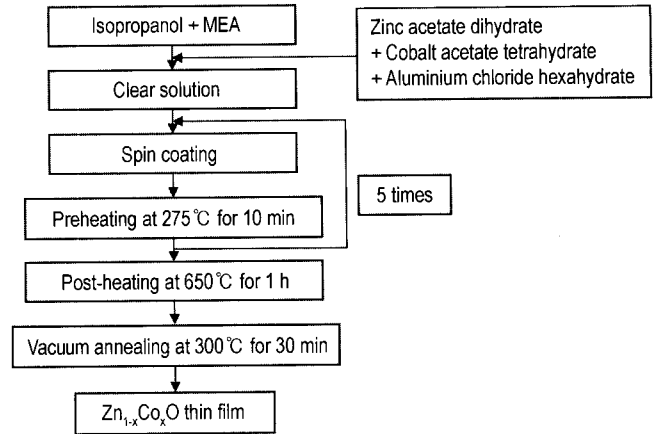 Isopropanol + MEA
Zinc acetate dihydrate
+ Cobalt acetate tetrahydrate
+ Aluminium chloride hexahydrate
Clear solution
Spin coating
5 times
Preheating at 275℃ for 10 min
Post-heating at 650℃ for 1 h
Vacuum annealing at 300℃ for 30 min
Zn₁₋ₓCoₓO thin film